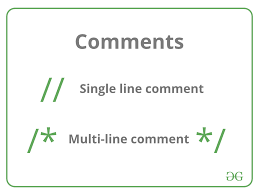 Comments
// Single line comment
/* Multi-line comment */
GG